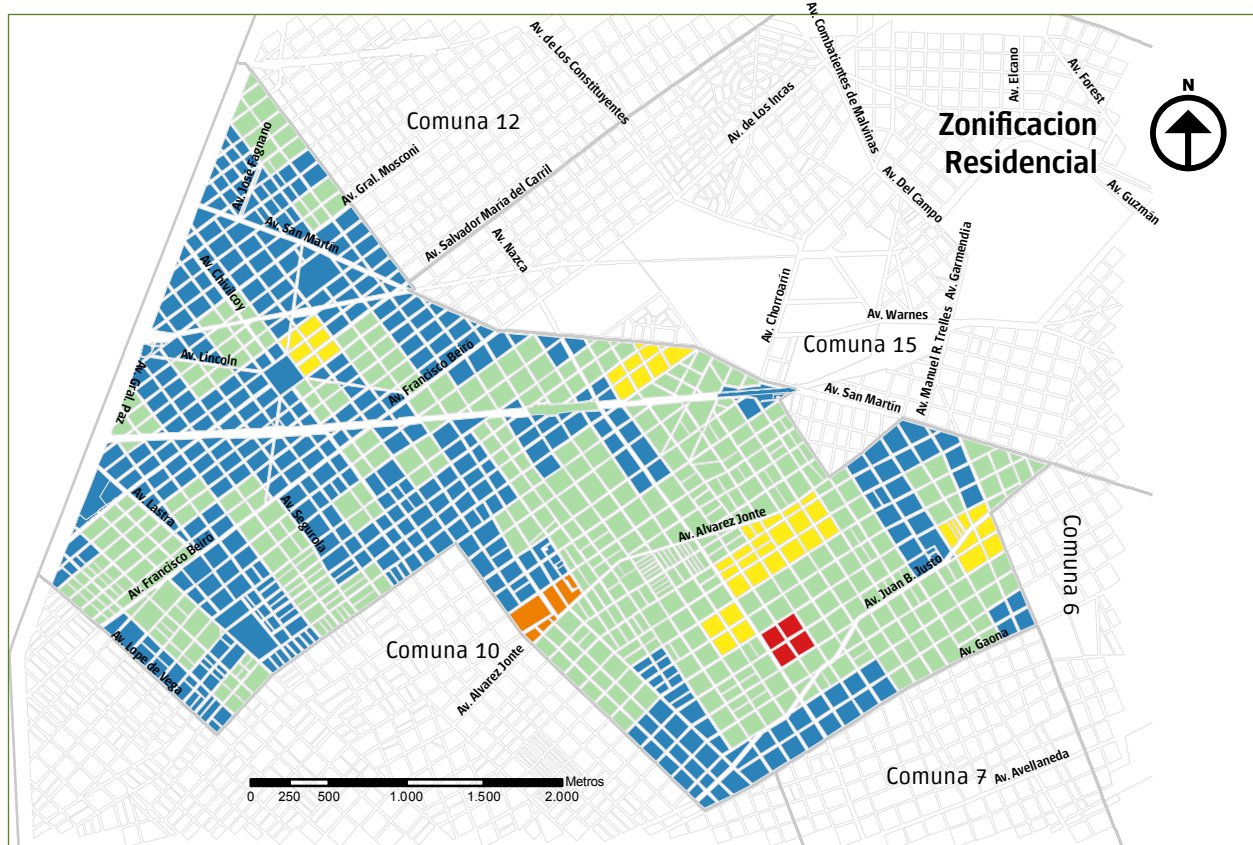 Zonificacion
Residencial
N
Av. de Los Constituyentes
Av. Combatientes de Malvinas
Av. Elcano
Av. Forest
Av. de Los Incas
Comuna 12
Av. José Fagnano
Av. Gral. Mosconi
Av. Salvador María del Carril
Av. Del Campo
Av. Guzmán
Av. San Martín
Av. Nazca
Av. Garmendia
Av. Chivilcoy
Av. Chorroarín
Av. Warnes
Comuna 15
Av. Manuel R. Trelles
Av. Lincoln
Av. Gral. Paz
Av. Francisco Beiro
Av. San Martín
Av. Lastra
Av. Segurola
Av. Alvarez Jonte
Av. Francisco Beiro
Av. Juan B. Justo
Comuna 6
Av. Lope de Vega
Comuna 10
Av. Alvarez Jonte
Av. Gaona
Comuna 7
Av. Avellaneda
Metros
0 250 500 1.000 1.500 2.000